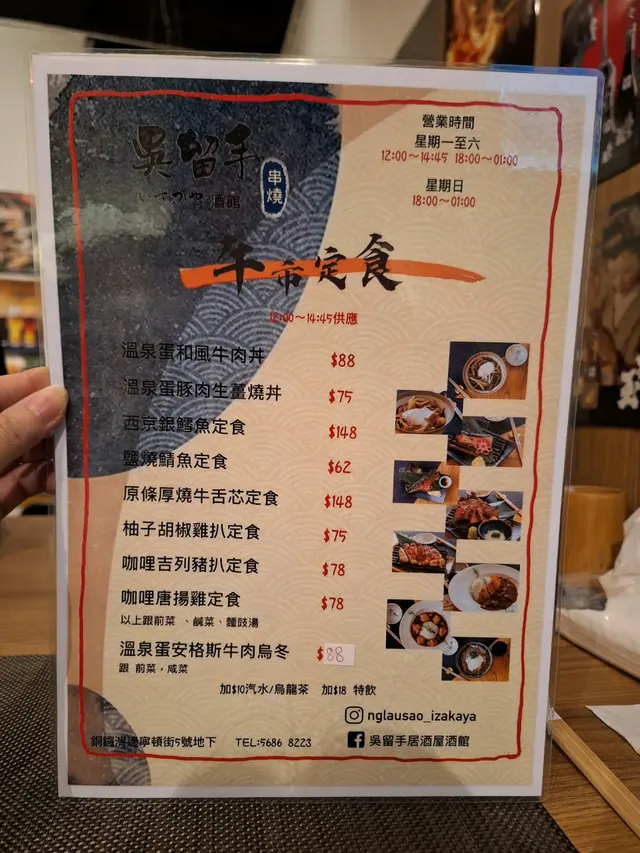 吳留手
いざかや酒館
串燒
營業時間
星期一至六
12:00～14:45 18:00～01:00
星期日
18:00～01:00
午市定食
12:00～14:45供應
溫泉蛋和風牛肉丼 $88
溫泉蛋豚肉生薑燒丼 $75
西京銀鱈魚定食 $148
鹽燒鯖魚定食 $62
原條厚燒牛舌芯定食 $148
柚子胡椒雞扒定食 $75
咖哩吉列豬扒定食 $78
咖哩唐揚雞定食 $78
以上跟前菜 、鹹菜、麵豉湯
溫泉蛋安格斯牛肉烏冬 $88
跟 前菜，咸菜
加$10汽水/烏龍茶 加$18 特飲
nglausao_izakaya
吳留手居酒屋酒館
銅鑼灣邊寧頓街5號地下 TEL:5686 8223